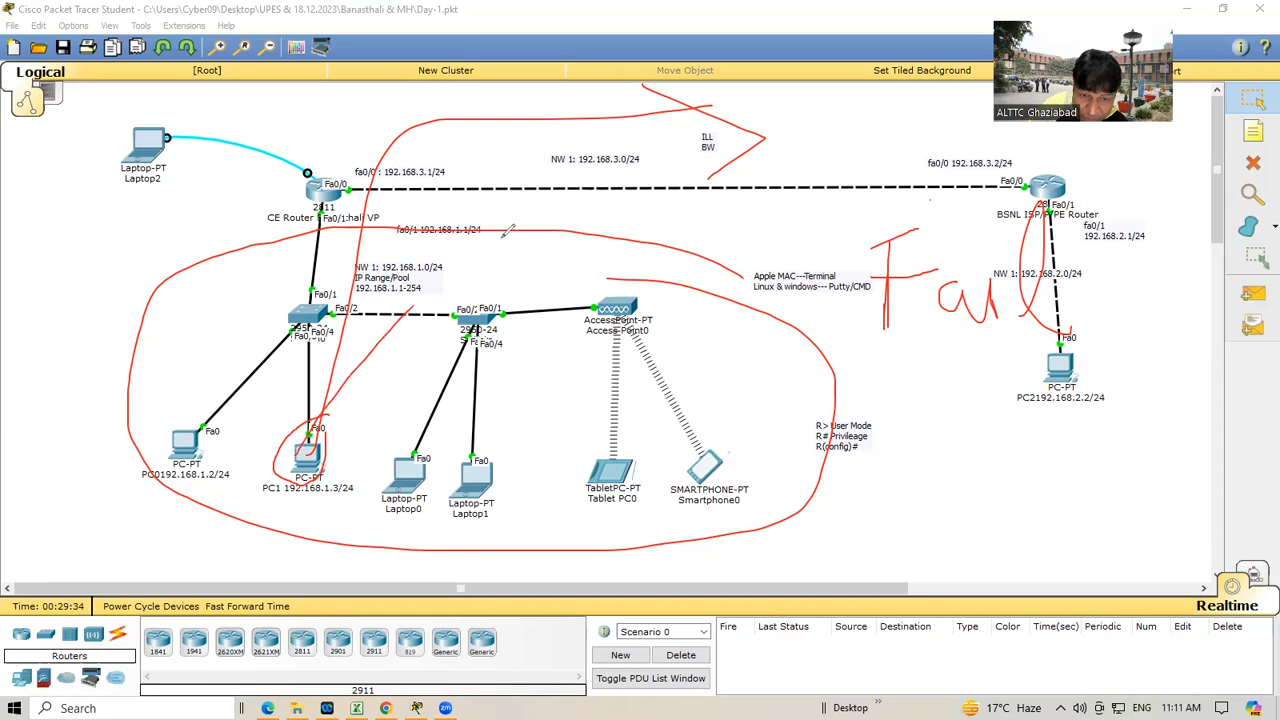 Cisco Packet Tracer Student - C:\Users\Cyber09\Desktop\UPES & 18.12.2023\Banasthali & MH\Day-1.pkt
File Edit Options View Tools Extensions Help
Logical [Root] New Cluster Move Object Set Tiled Background
ALTTC Ghaziabad
Laptop-PT
Laptop2
fa0/0 : 192.168.3.1/24
NW 1: 192.168.3.0/24
ILL
BW
fa0/0 192.168.3.2/24
Fa0/0
Fa0/0
2811
CE Router
VP
Fa0/1
fa0/1 192.168.1.1/24
Fa0/1
BSNL ISP/PE Router
fa0/1
192.168.2.1/24
NW 1: 192.168.1.0/24
IP Range/Pool
192.168.1.1-254
Apple MAC---Terminal
Linux & windows--- Putty/CMD
NW 1: 192.168.2.0/24
Fail
Fa0/1
Fa0/2
Fa0/1
Fa0/4
Fa0/4
AccessPoint-PT
Access Point0
Fa0
PC-PT
PC2192.168.2.2/24
R> User Mode
R# Privileage
R(config)#
Fa0
PC-PT
PC0192.168.1.2/24
Fa0
PC-PT
PC1 192.168.1.3/24
Fa0
Laptop-PT
Laptop0
Fa0
Laptop-PT
Laptop1
TabletPC-PT
Tablet PC0
SMARTPHONE-PT
Smartphone0
Time: 00:29:34 Power Cycle Devices Fast Forward Time
Realtime
Routers
1841 1941 2620XM 2621XM 2811 2901 2911 819 Generic Generic
2911
Scenario 0
New Delete
Toggle PDU List Window
Fire Last Status Source Destination Type Color Time(sec) Periodic Num Edit Delete
Search
Desktop
17°C Haze
ENG
11:11 AM